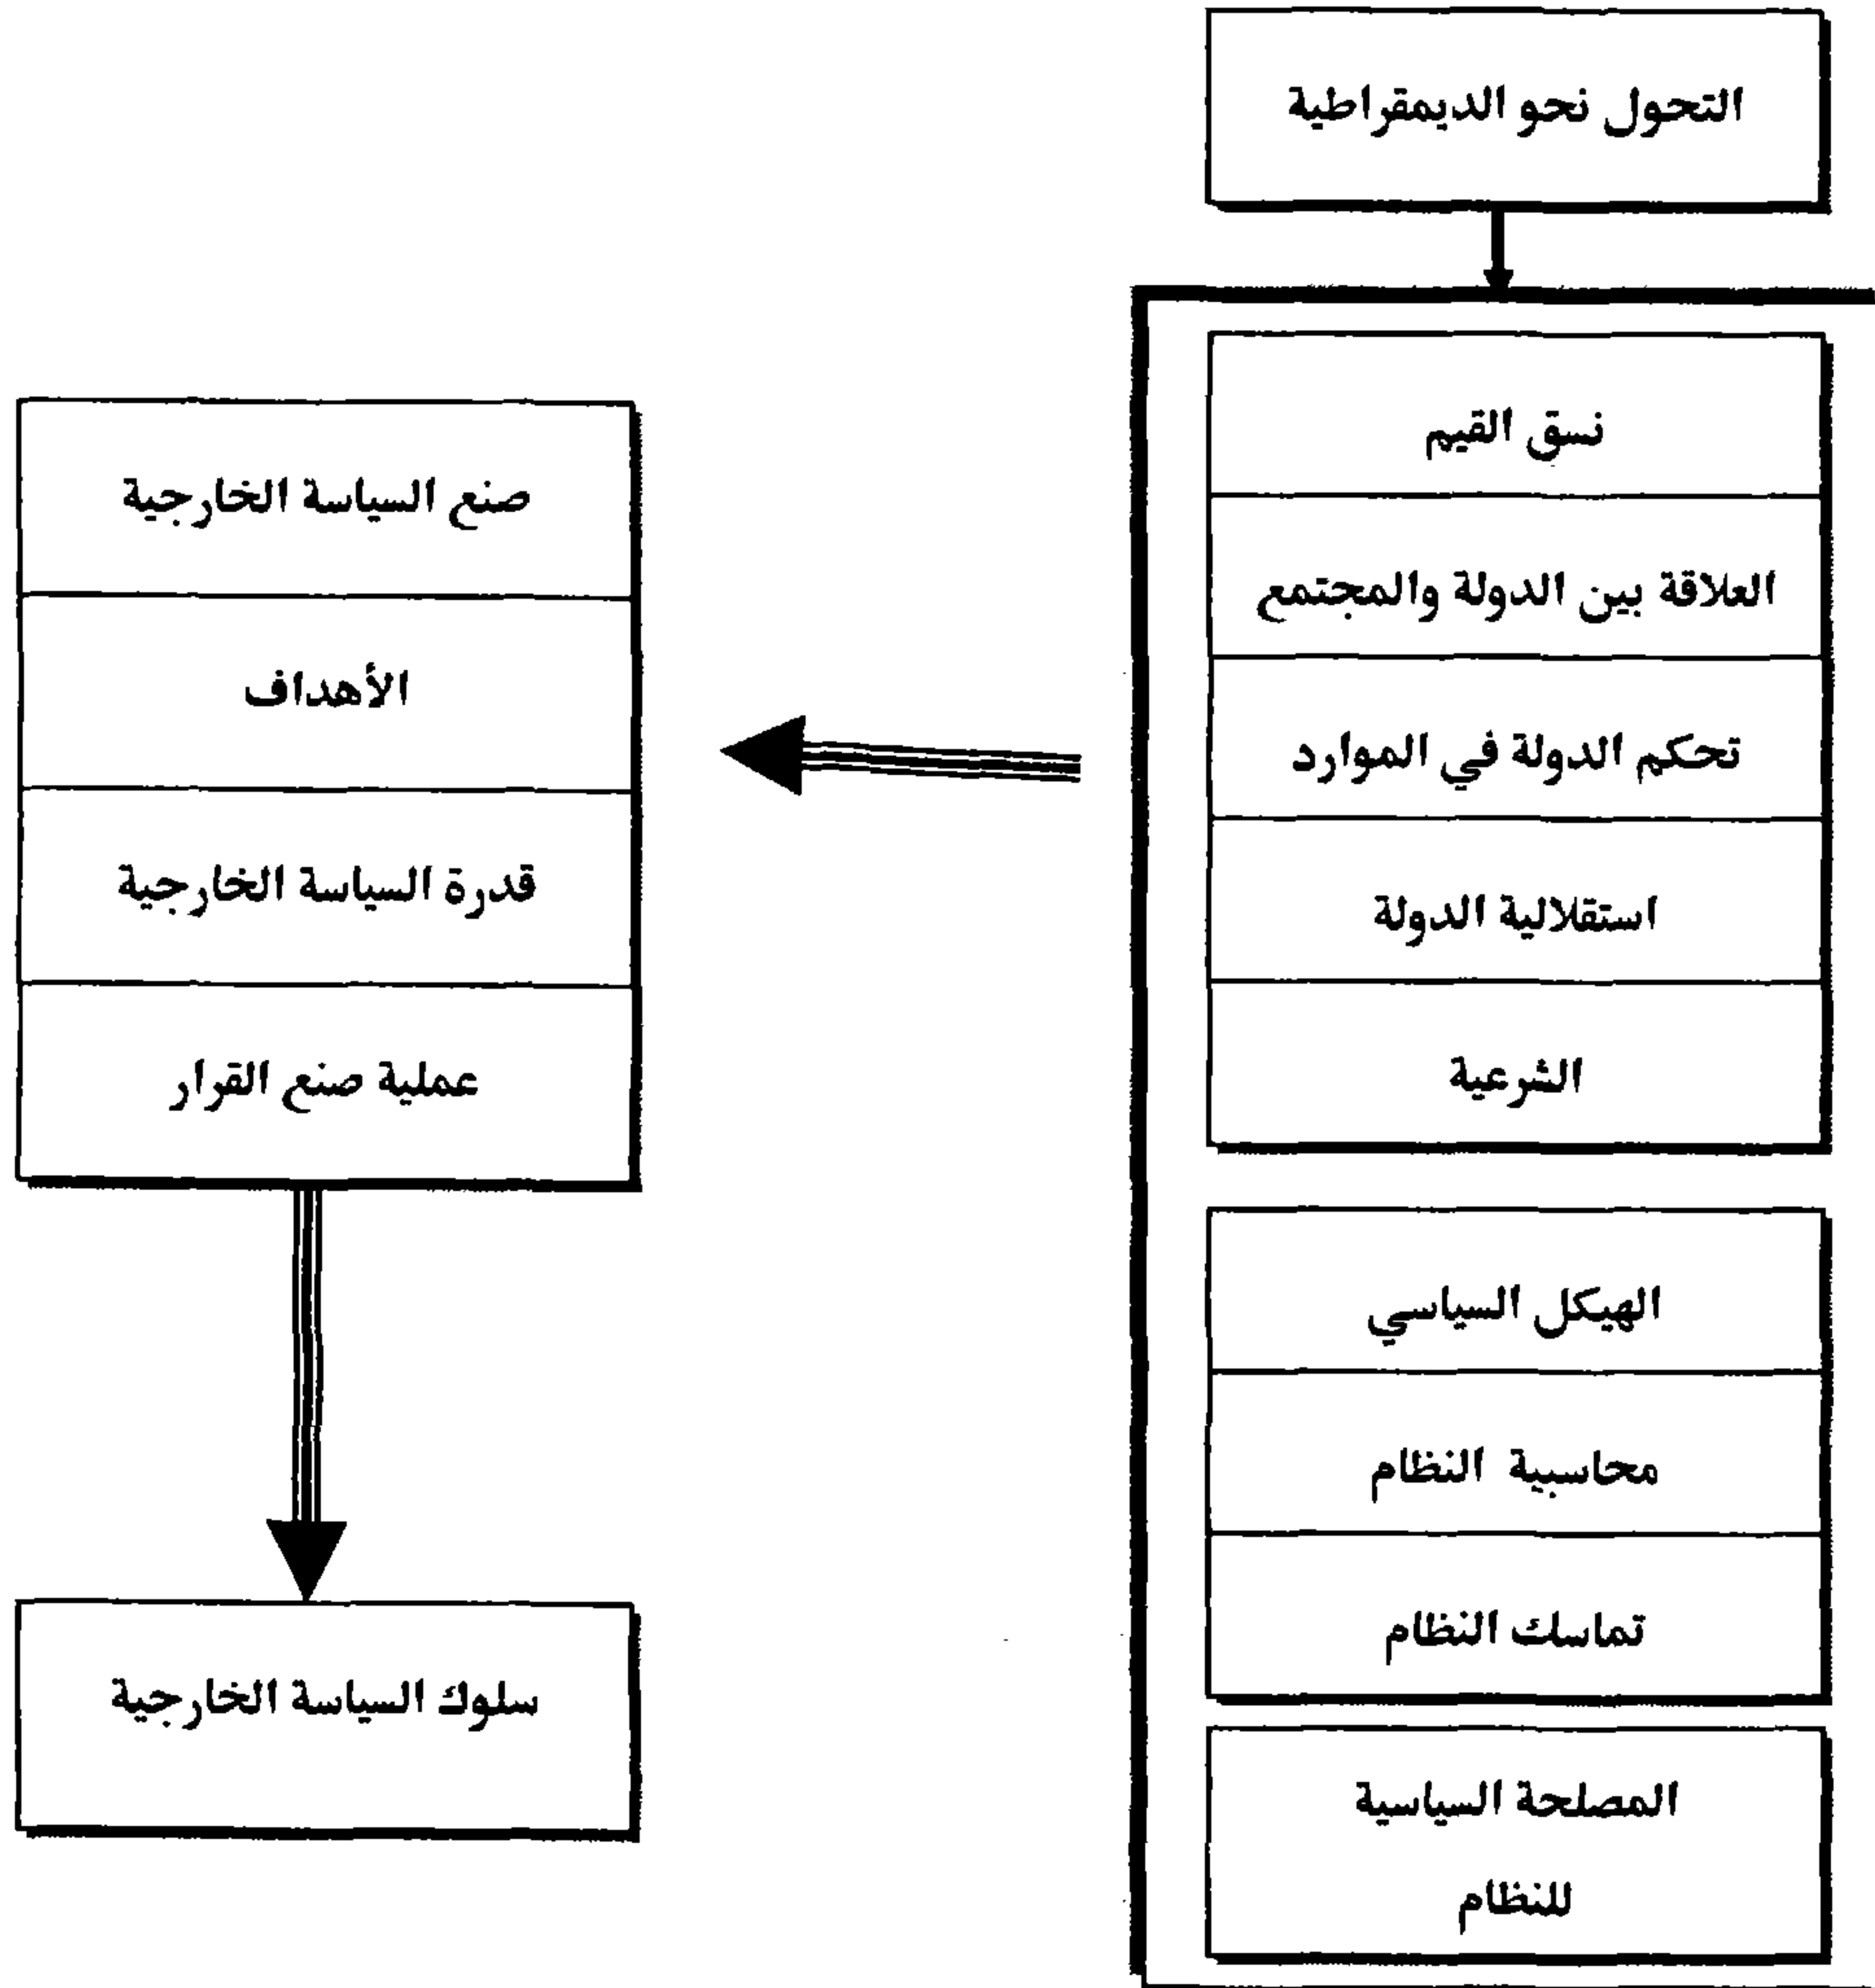 التحول نحو الديمقراطية
نسق القيم
العلاقة بين الدولة والمجتمع
تحكم الدولة في الموارد
استقلالية الدولة
الشرعية
الهيكل السياسي
محاسبية النظام
تماسك النظام
المصلحة السياسية
للنظام
صنع السياسة الخارجية
الأهداف
قدرة السياسة الخارجية
عملية صنع القرار
سلوك السياسة الخارجية